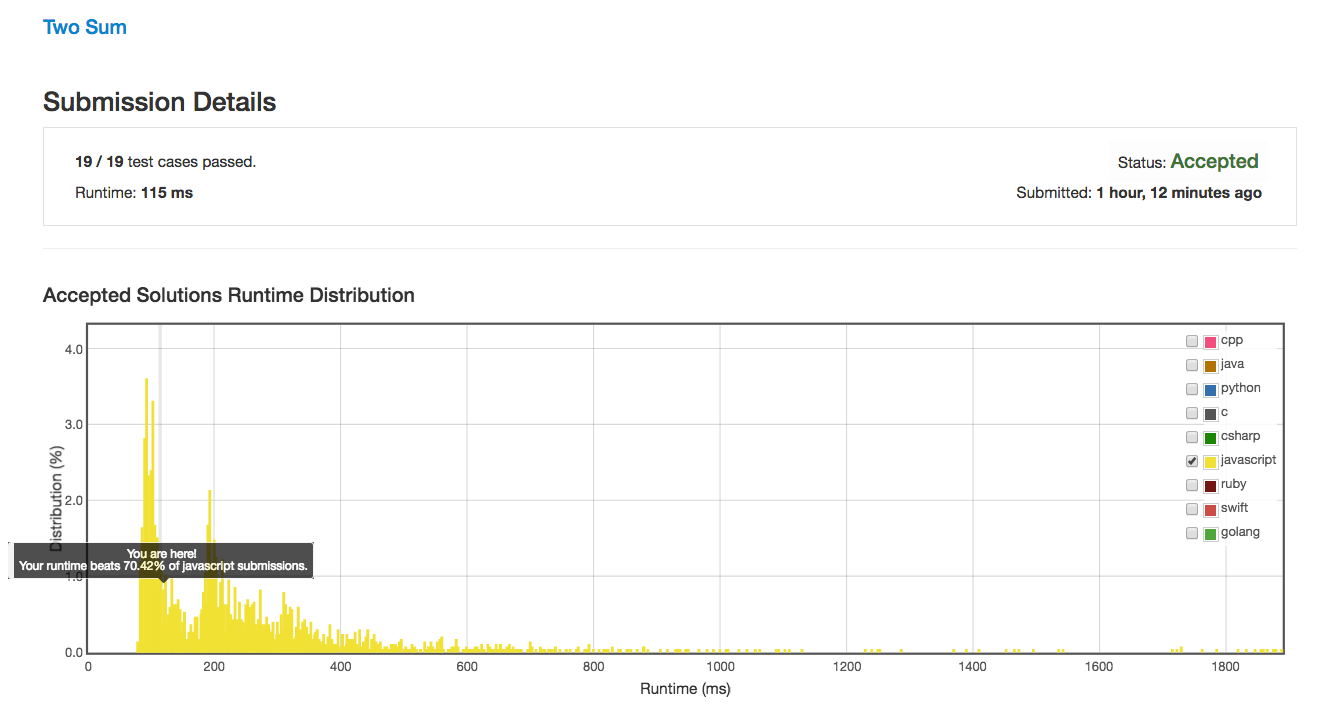 Two Sum
Submission Details
19 / 19 test cases passed.
Status: Accepted
Runtime: 115 ms
Submitted: 1 hour, 12 minutes ago
Accepted Solutions Runtime Distribution
4.0
3.0
2.0
1.0
0.0
Distribution (%)
cpp
java
python
c
csharp
javascript
ruby
swift
golang
You are here!
Your runtime beats 70.42% of javascript submissions.
0 200 400 600 800 1000 1200 1400 1600 1800
Runtime (ms)